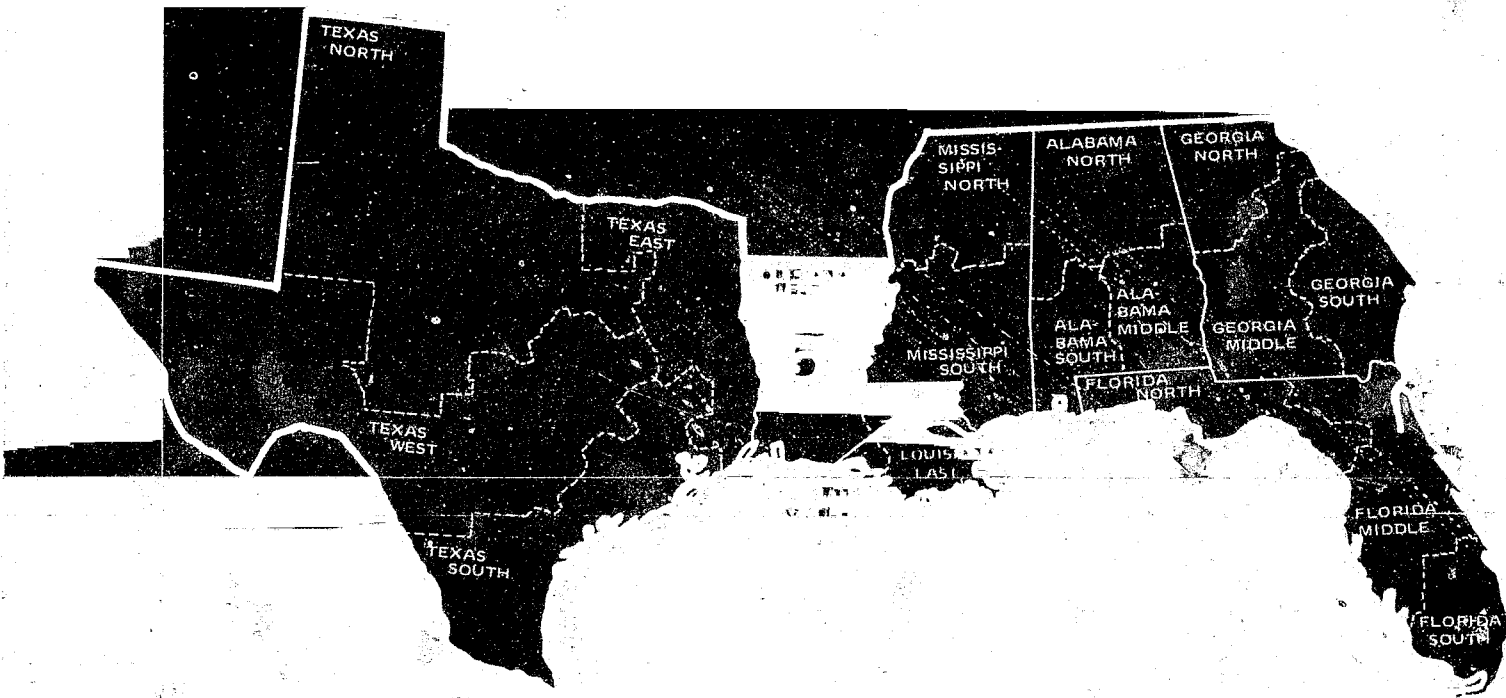 TEXAS
NORTH
MISSIS-
SIPPI
NORTH
ALABAMA
NORTH
GEORGIA
NORTH
TEXAS
EAST
GEORGIA
SOUTH
ALA-
BAMA
MIDDLE
ALA-
BAMA
SOUTH
GEORGIA
MIDDLE
MISSISSIPPI
SOUTH
FLORIDA
NORTH
TEXAS
WEST
FLORIDA
MIDDLE
TEXAS
SOUTH
FLORIDA
SOUTH